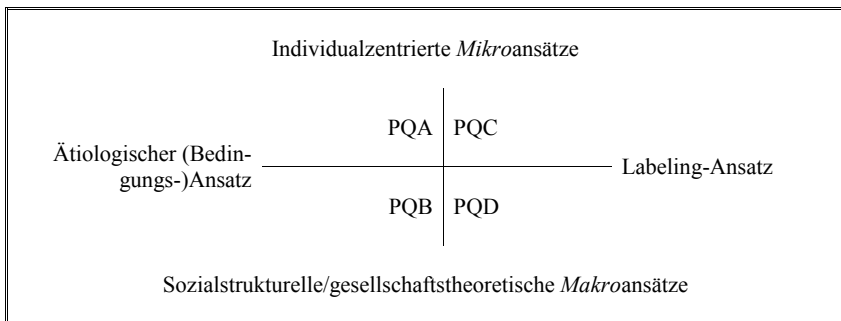 Individualzentrierte Mikroansätze
PQA PQC
Ätiologischer (Bedin-
gungs-)Ansatz
Labeling-Ansatz
PQB PQD
Sozialstrukturelle/gesellschaftstheoretische Makroansätze